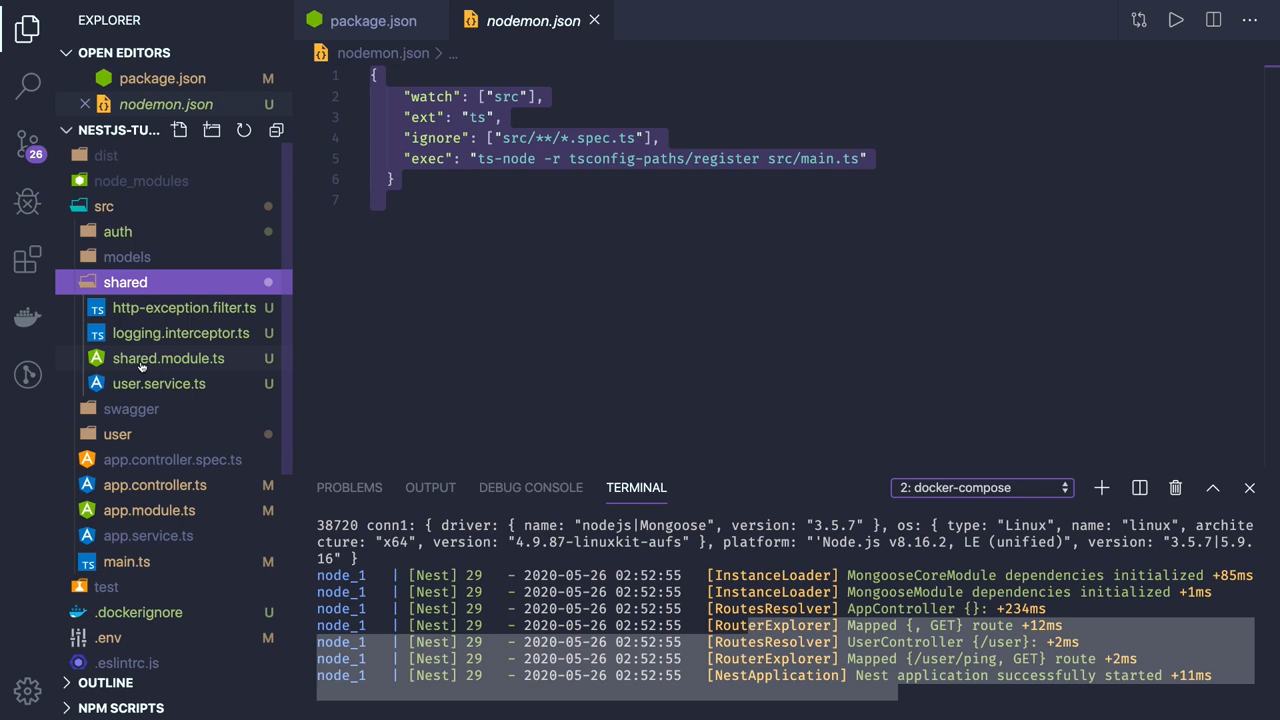 EXPLORER
OPEN EDITORS
package.json M
nodemon.json U
NESTJS-TU...
dist
node_modules
src
auth
models
shared
TS http-exception.filter.ts U
TS logging.interceptor.ts U
shared.module.ts U
user.service.ts U
swagger
user
app.controller.spec.ts
app.controller.ts M
app.module.ts M
app.service.ts
TS main.ts M
test
.dockerignore U
.env M
.eslintrc.js
OUTLINE
NPM SCRIPTS
26
package.json
nodemon.json
nodemon.json > ...
1 {
2 "watch": ["src"],
3 "ext": "ts",
4 "ignore": ["src/**/*.spec.ts"],
5 "exec": "ts-node -r tsconfig-paths/register src/main.ts"
6 }
7
PROBLEMS OUTPUT DEBUG CONSOLE TERMINAL 2: docker-compose
38720 conn1: { driver: { name: "nodejs|Mongoose", version: "3.5.7" }, os: { type: "Linux", name: "linux", archite
cture: "x64", version: "4.9.87-linuxkit-aufs" }, platform: "'Node.js v8.16.2, LE (unified)", version: "3.5.7|5.9.
16" }
node_1 | [Nest] 29 - 2020-05-26 02:52:55 [InstanceLoader] MongooseCoreModule dependencies initialized +85ms
node_1 | [Nest] 29 - 2020-05-26 02:52:55 [InstanceLoader] MongooseModule dependencies initialized +1ms
node_1 | [Nest] 29 - 2020-05-26 02:52:55 [RoutesResolver] AppController {}: +234ms
node_1 | [Nest] 29 - 2020-05-26 02:52:55 [RouterExplorer] Mapped {, GET} route +12ms
node_1 | [Nest] 29 - 2020-05-26 02:52:55 [RoutesResolver] UserController {/user}: +2ms
node_1 | [Nest] 29 - 2020-05-26 02:52:55 [RouterExplorer] Mapped {/user/ping, GET} route +2ms
node_1 | [Nest] 29 - 2020-05-26 02:52:55 [NestApplication] Nest application successfully started +11ms